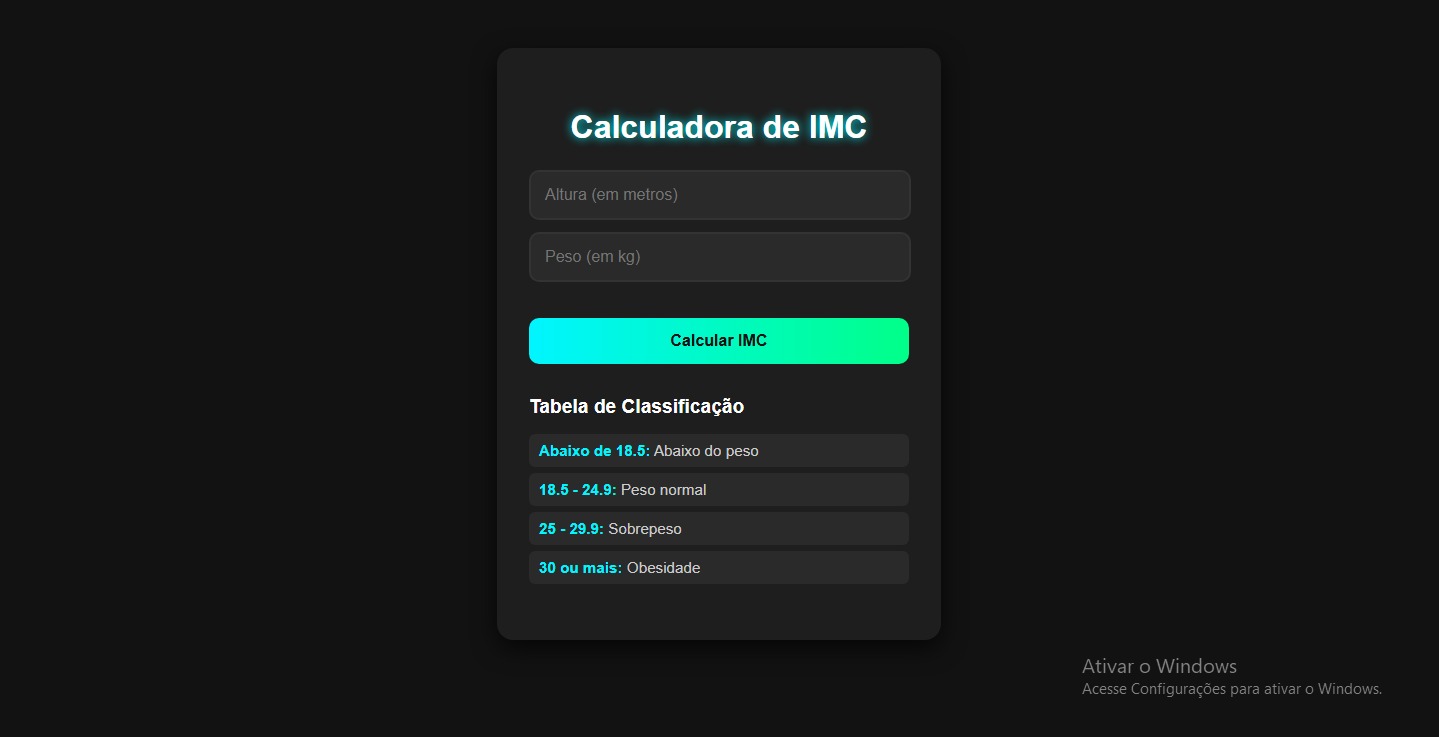 Calculadora de IMC
Altura (em metros)
Peso (em kg)
Calcular IMC
Tabela de Classificação
Abaixo de 18.5: Abaixo do peso
18.5 - 24.9: Peso normal
25 - 29.9: Sobrepeso
30 ou mais: Obesidade
Ativar o Windows
Acesse Configurações para ativar o Windows.